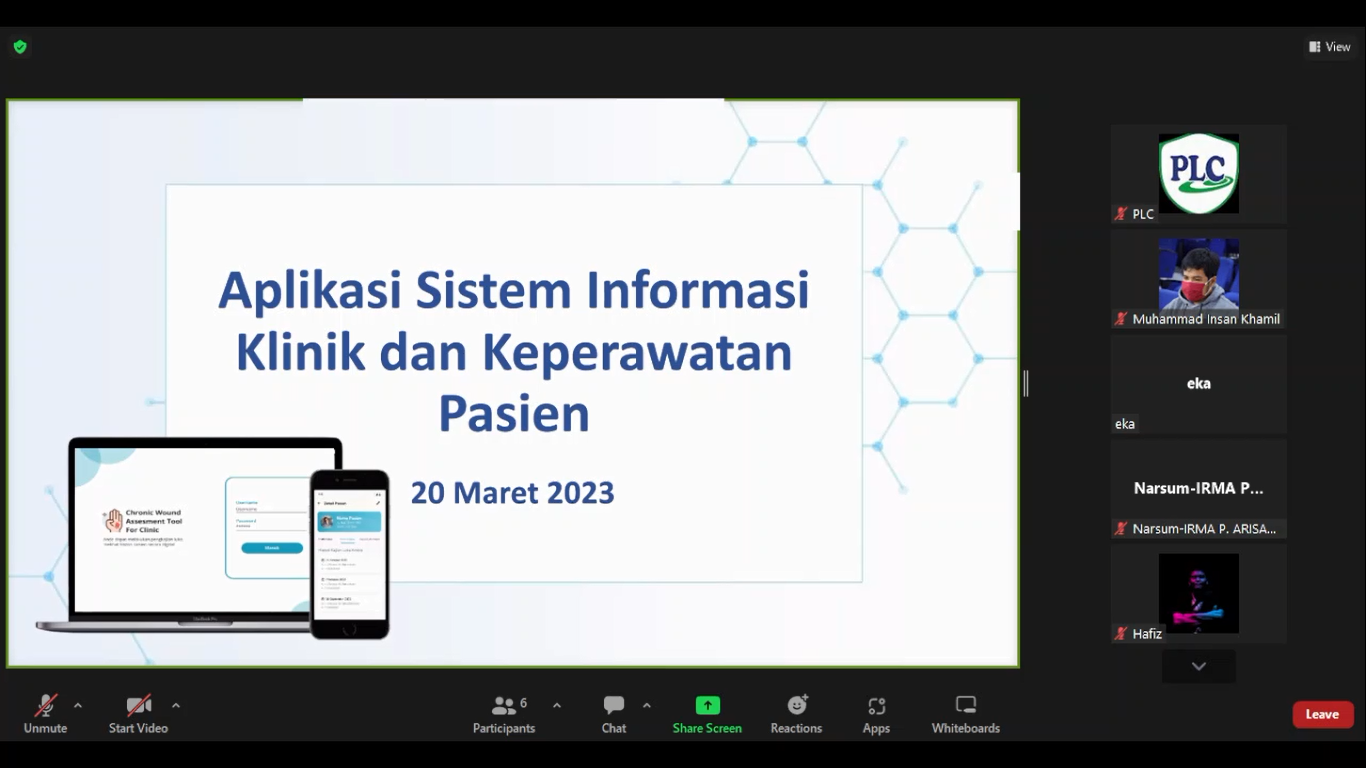 View
Aplikasi Sistem Informasi
Klinik dan Keperawatan
Pasien
20 Maret 2023
Chronic Wound
Assesment Tool
For Clinic
Username
Password
PLC
PLC
Muhammad Insan Khamil
eka
eka
Narsum-IRMA P...
Narsum-IRMA P. ARISA...
Hafiz
Unmute
Start Video
6
Participants
Chat
Share Screen
Reactions
Apps
Whiteboards
Leave